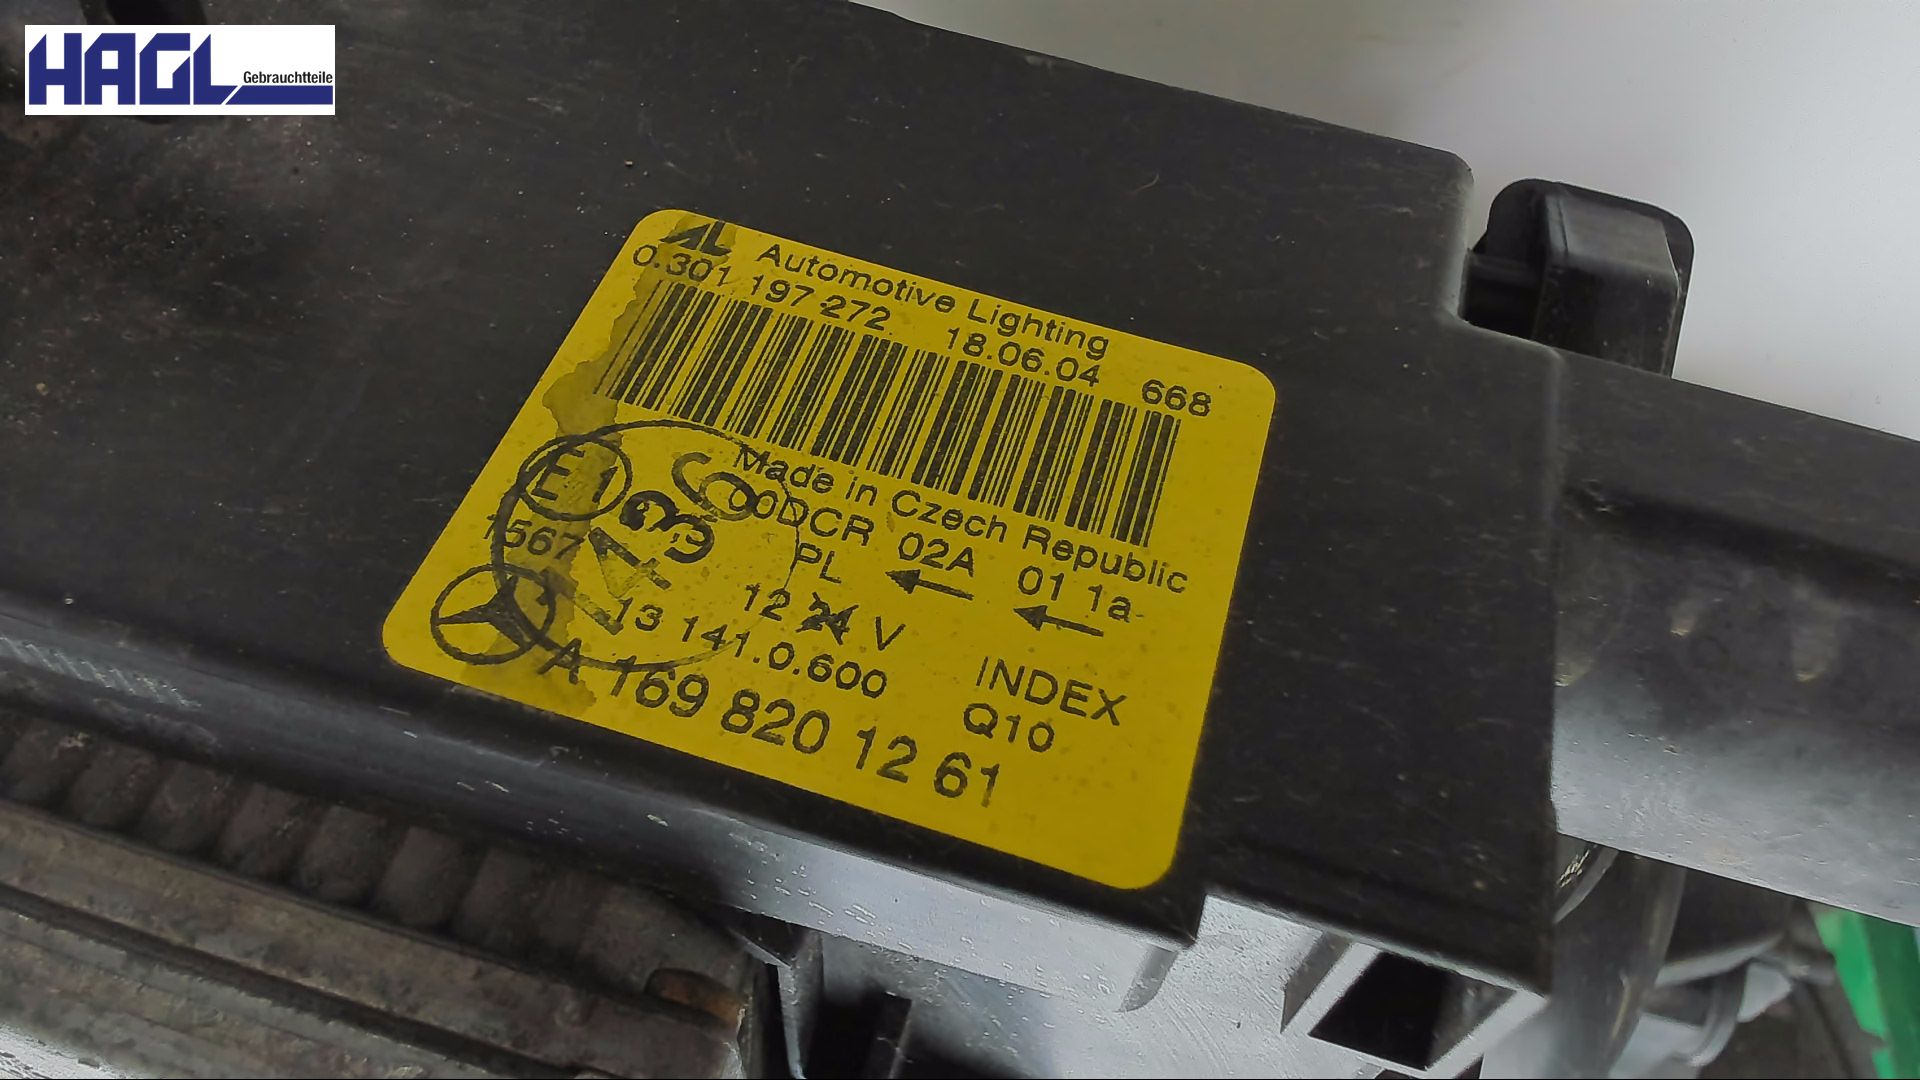 HAGL
Gebrauchtteile
AL Automotive Lighting
0.301 197 272 18.06.04 668
Made in Czech Republic
E1 00DCR 02A 01 1a
1567 PL
12 24 V
13 141.0.600 INDEX
A 169 820 12 61 Q10